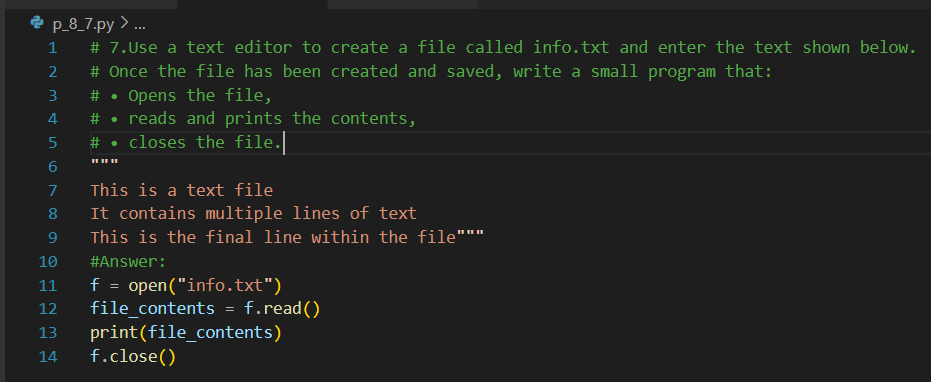 p_8_7.py > ...
1 # 7.Use a text editor to create a file called info.txt and enter the text shown below.
2 # Once the file has been created and saved, write a small program that:
3 # • Opens the file,
4 # • reads and prints the contents,
5 # • closes the file.
6 """
7 This is a text file
8 It contains multiple lines of text
9 This is the final line within the file"""
10 #Answer:
11 f = open("info.txt")
12 file_contents = f.read()
13 print(file_contents)
14 f.close()